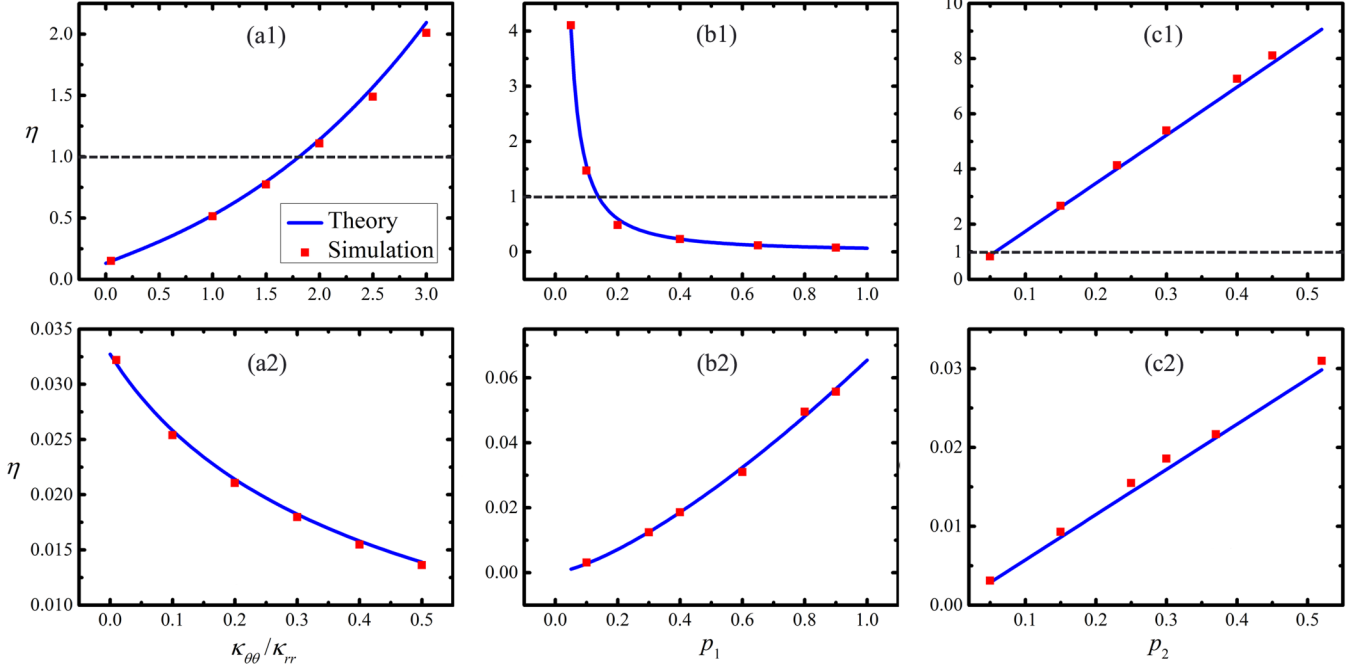 (a1)
2.0
1.5
η
1.0
0.5
0.0
Theory
Simulation
0.0 0.5 1.0 1.5 2.0 2.5 3.0
(b1)
4
3
2
1
0
0.0 0.2 0.4 0.6 0.8 1.0
(c1)
10
8
6
4
2
1
0
0.1 0.2 0.3 0.4 0.5
(a2)
0.035
0.030
0.025
η
0.020
0.015
0.010
0.0 0.1 0.2 0.3 0.4 0.5
κθθ/κrr
(b2)
0.06
0.04
0.02
0.00
0.0 0.2 0.4 0.6 0.8 1.0
p1
(c2)
0.03
0.02
0.01
0.00
0.1 0.2 0.3 0.4 0.5
p2